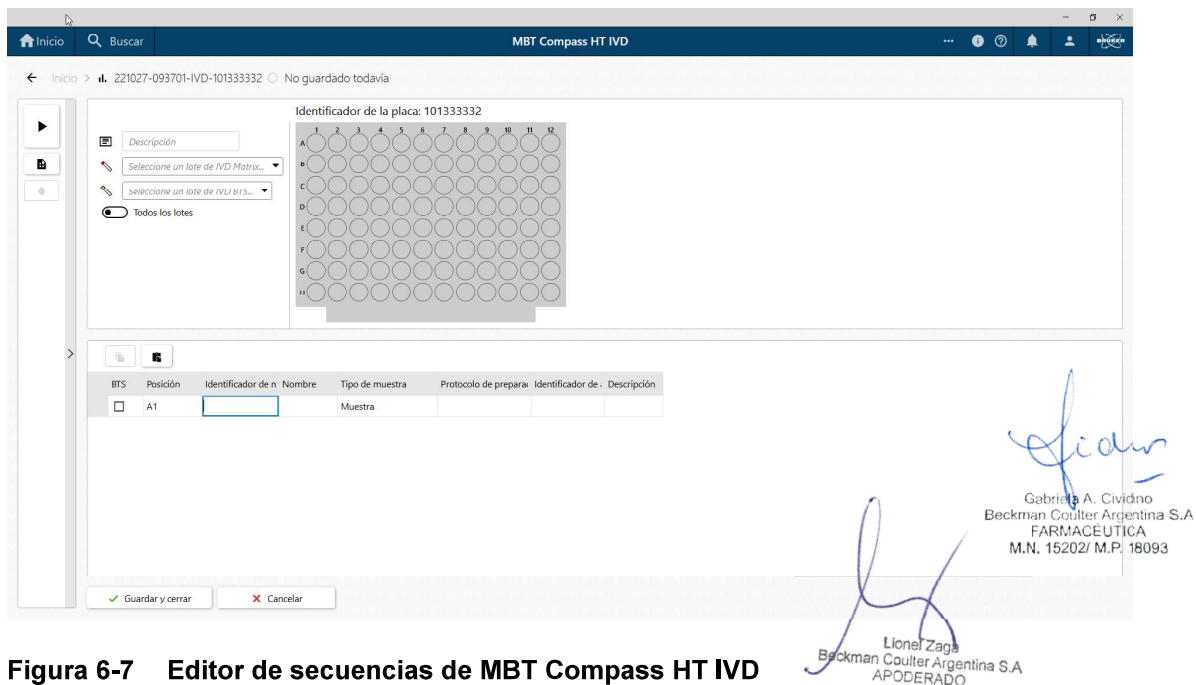 Inicio Buscar MBT Compass HT IVD BRUKER
Inicio > 221027-093701-IVD-101333332 No guardado todavía
Identificador de la placa: 101333332
1 2 3 4 5 6 7 8 9 10 11 12
A
B
C
D
E
F
G
H
Descripción
Seleccione un lote de IVD Matrix...
Seleccione un lote de IVD BTS...
Todos los lotes
BTS Posición Identificador de n Nombre Tipo de muestra Protocolo de preparac Identificador de Descripción
A1 Muestra
Guardar y cerrar Cancelar
Gabriela A. Cividino
Beckman Coulter Argentina S.A
FARMACÉUTICA
M.N. 15202/ M.P. 18093
Lionel Zaga
Beckman Coulter Argentina S.A
APODERADO
Figura 6-7 Editor de secuencias de MBT Compass HT IVD